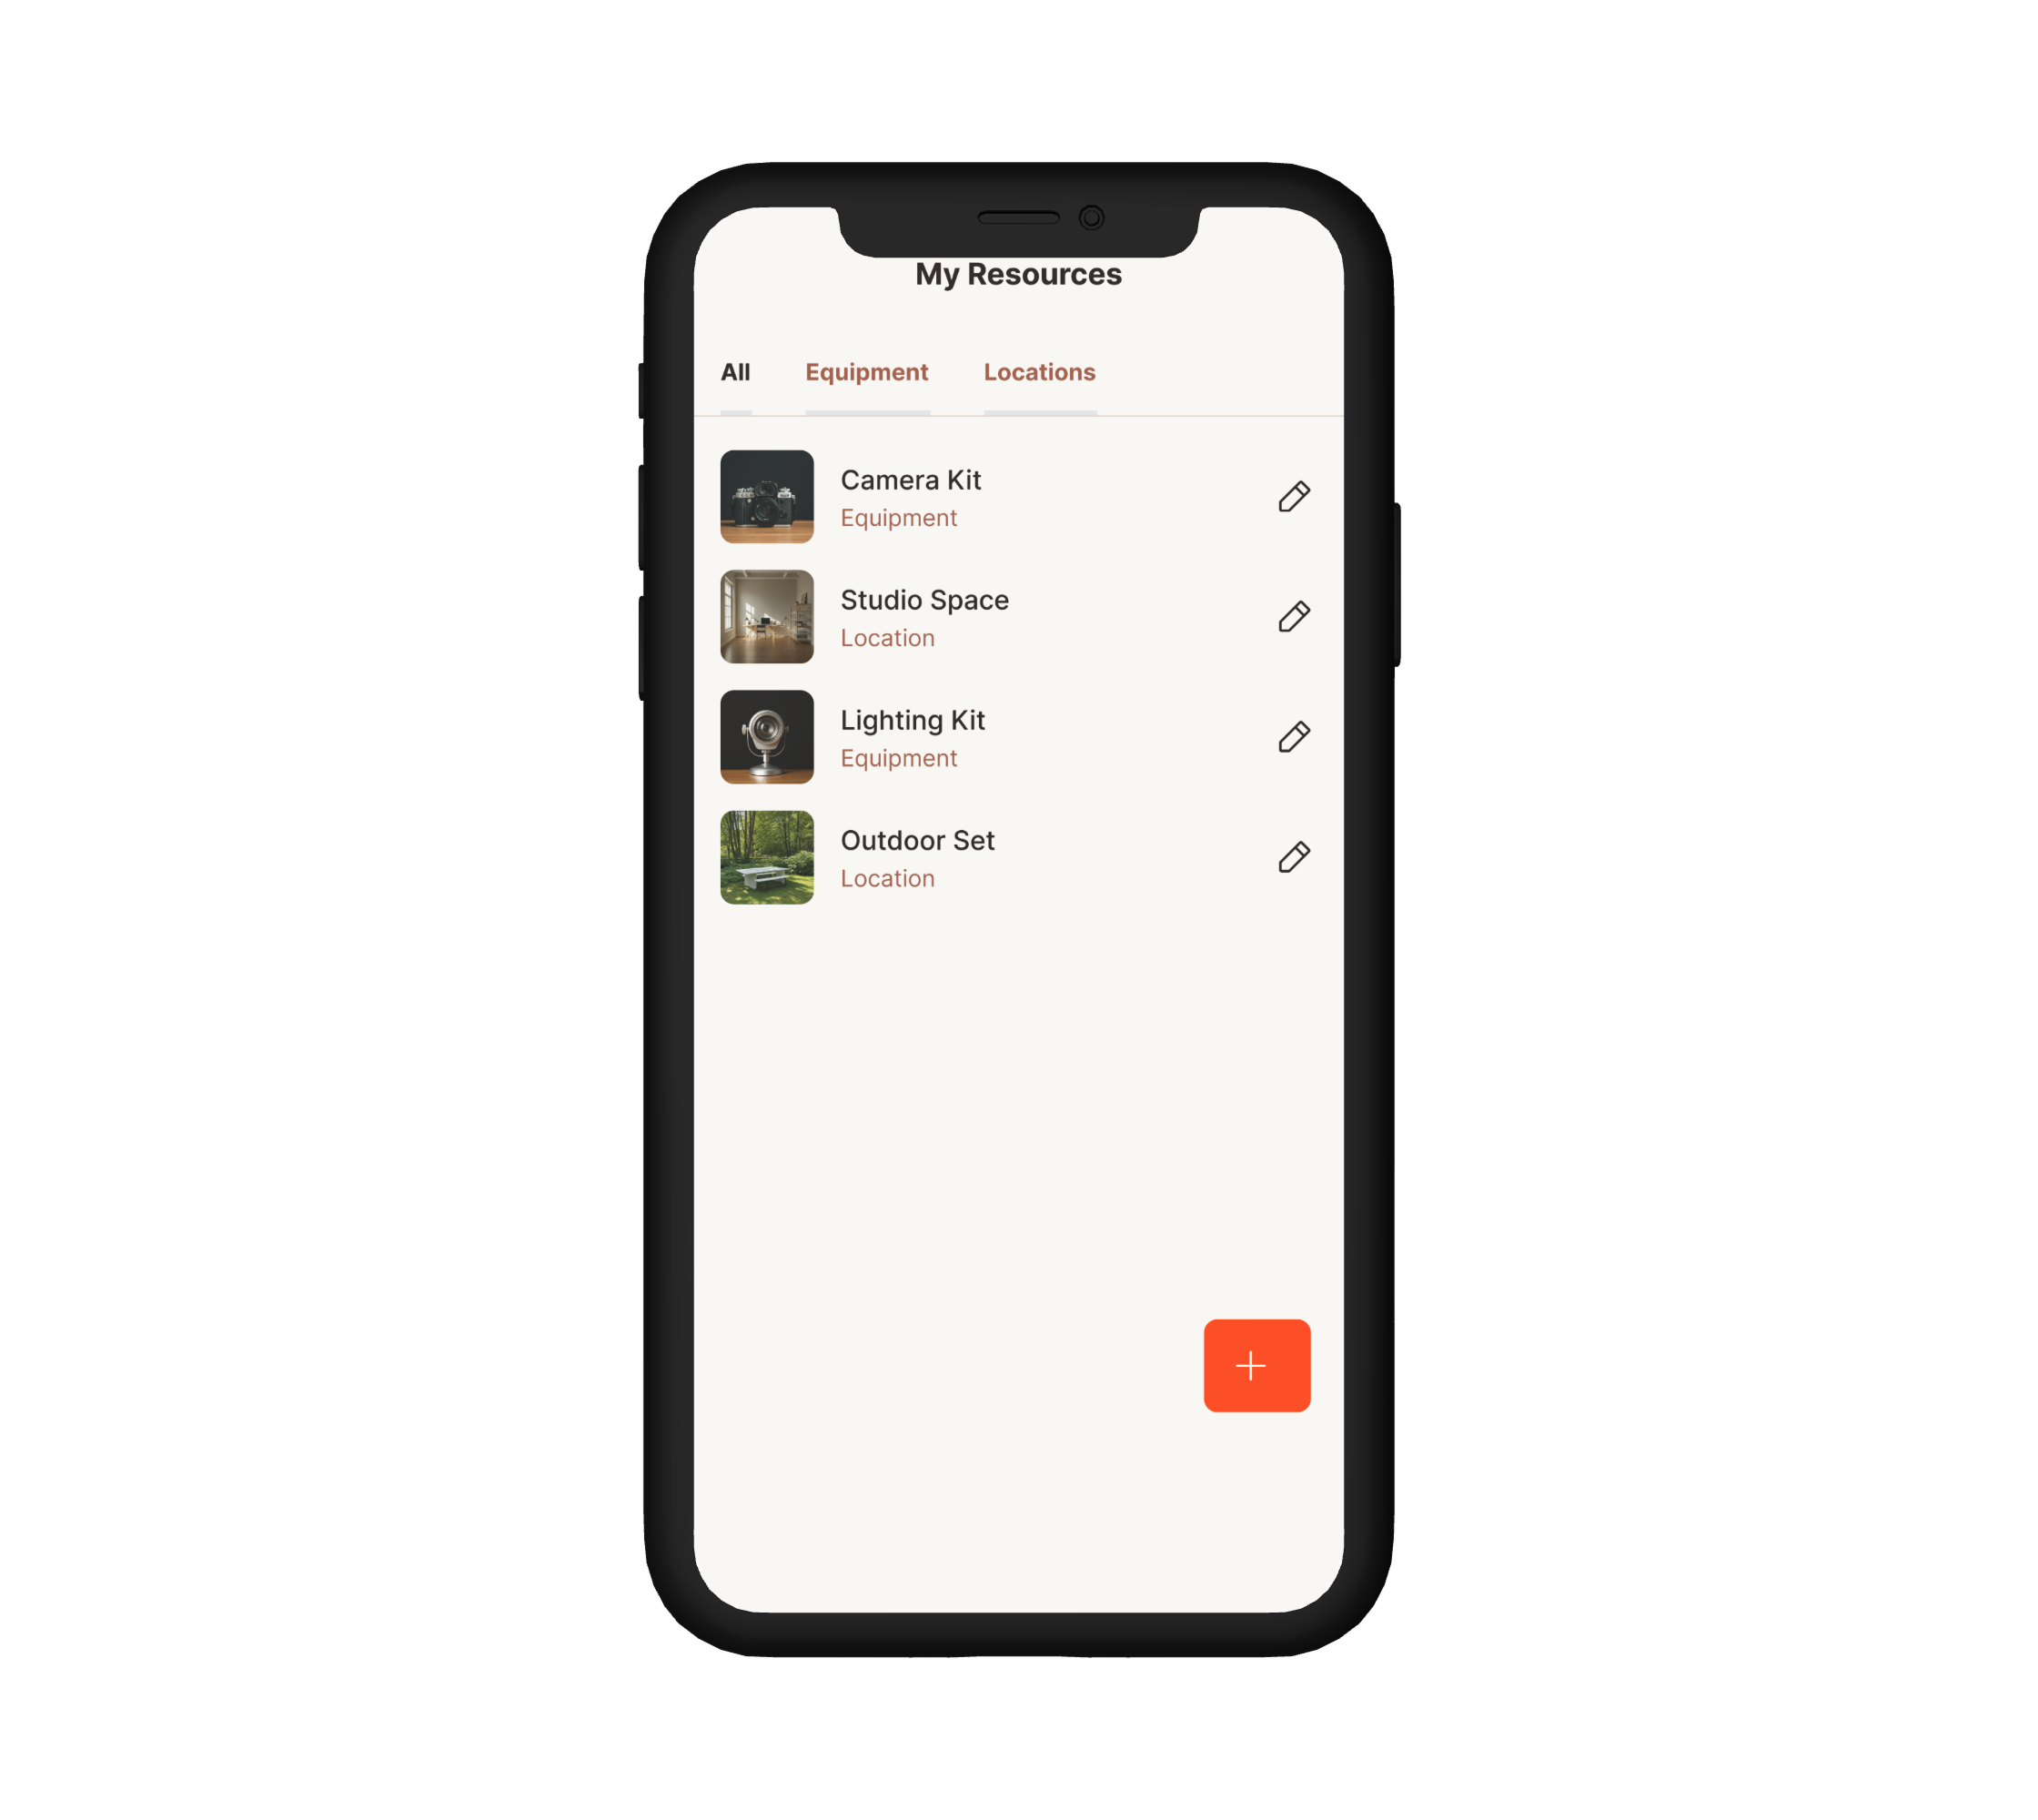 My Resources
All Equipment Locations
Camera Kit
Equipment
Studio Space
Location
Lighting Kit
Equipment
Outdoor Set
Location